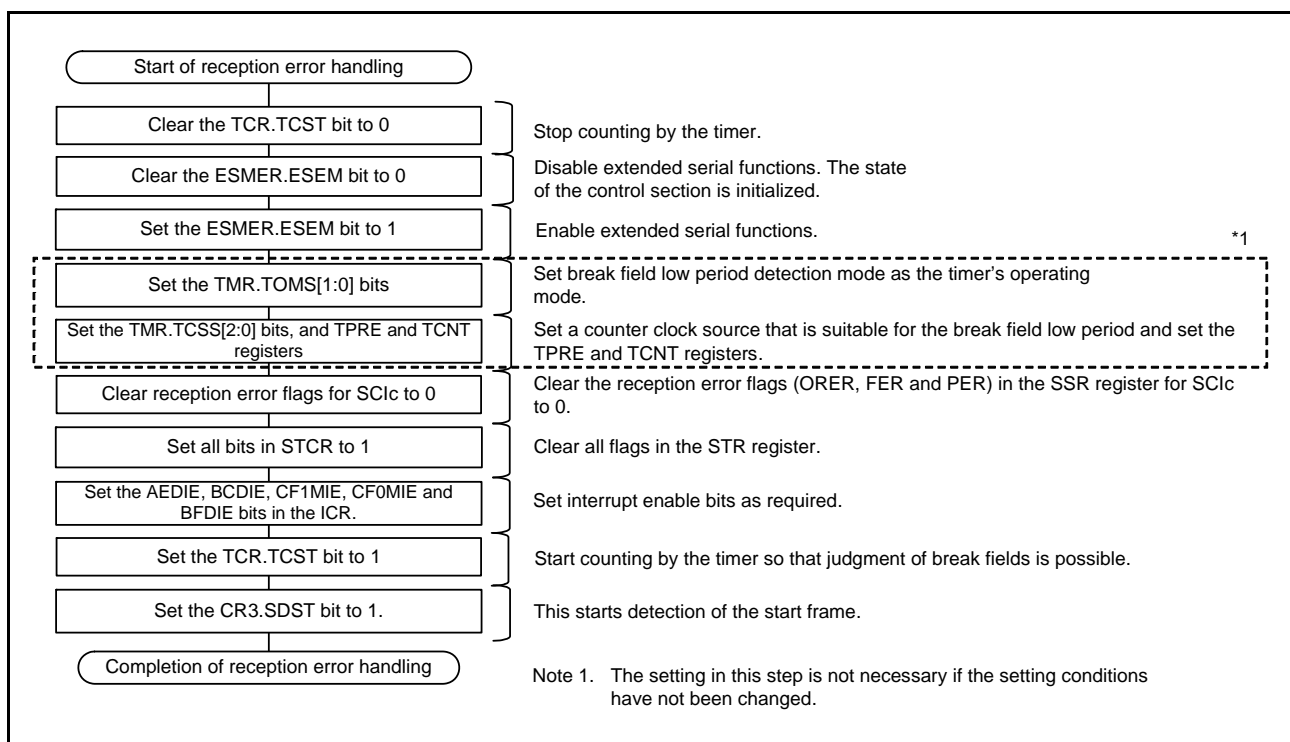 Start of reception error handling
Clear the TCR.TCST bit to 0
Stop counting by the timer.
Clear the ESMER.ESEM bit to 0
Disable extended serial functions. The state
of the control section is initialized.
Set the ESMER.ESEM bit to 1
Enable extended serial functions.
*1
Set the TMR.TOMS[1:0] bits
Set break field low period detection mode as the timer's operating
mode.
Set the TMR.TCSS[2:0] bits, and TPRE and TCNT
registers
Set a counter clock source that is suitable for the break field low period and set the
TPRE and TCNT registers.
Clear reception error flags for SCIc to 0
Clear the reception error flags (ORER, FER and PER) in the SSR register for SCIc
to 0.
Set all bits in STCR to 1
Clear all flags in the STR register.
Set the AEDIE, BCDIE, CF1MIE, CF0MIE and
BFDIE bits in the ICR.
Set interrupt enable bits as required.
Set the TCR.TCST bit to 1
Start counting by the timer so that judgment of break fields is possible.
Set the CR3.SDST bit to 1.
This starts detection of the start frame.
Completion of reception error handling
Note 1. The setting in this step is not necessary if the setting conditions
have not been changed.